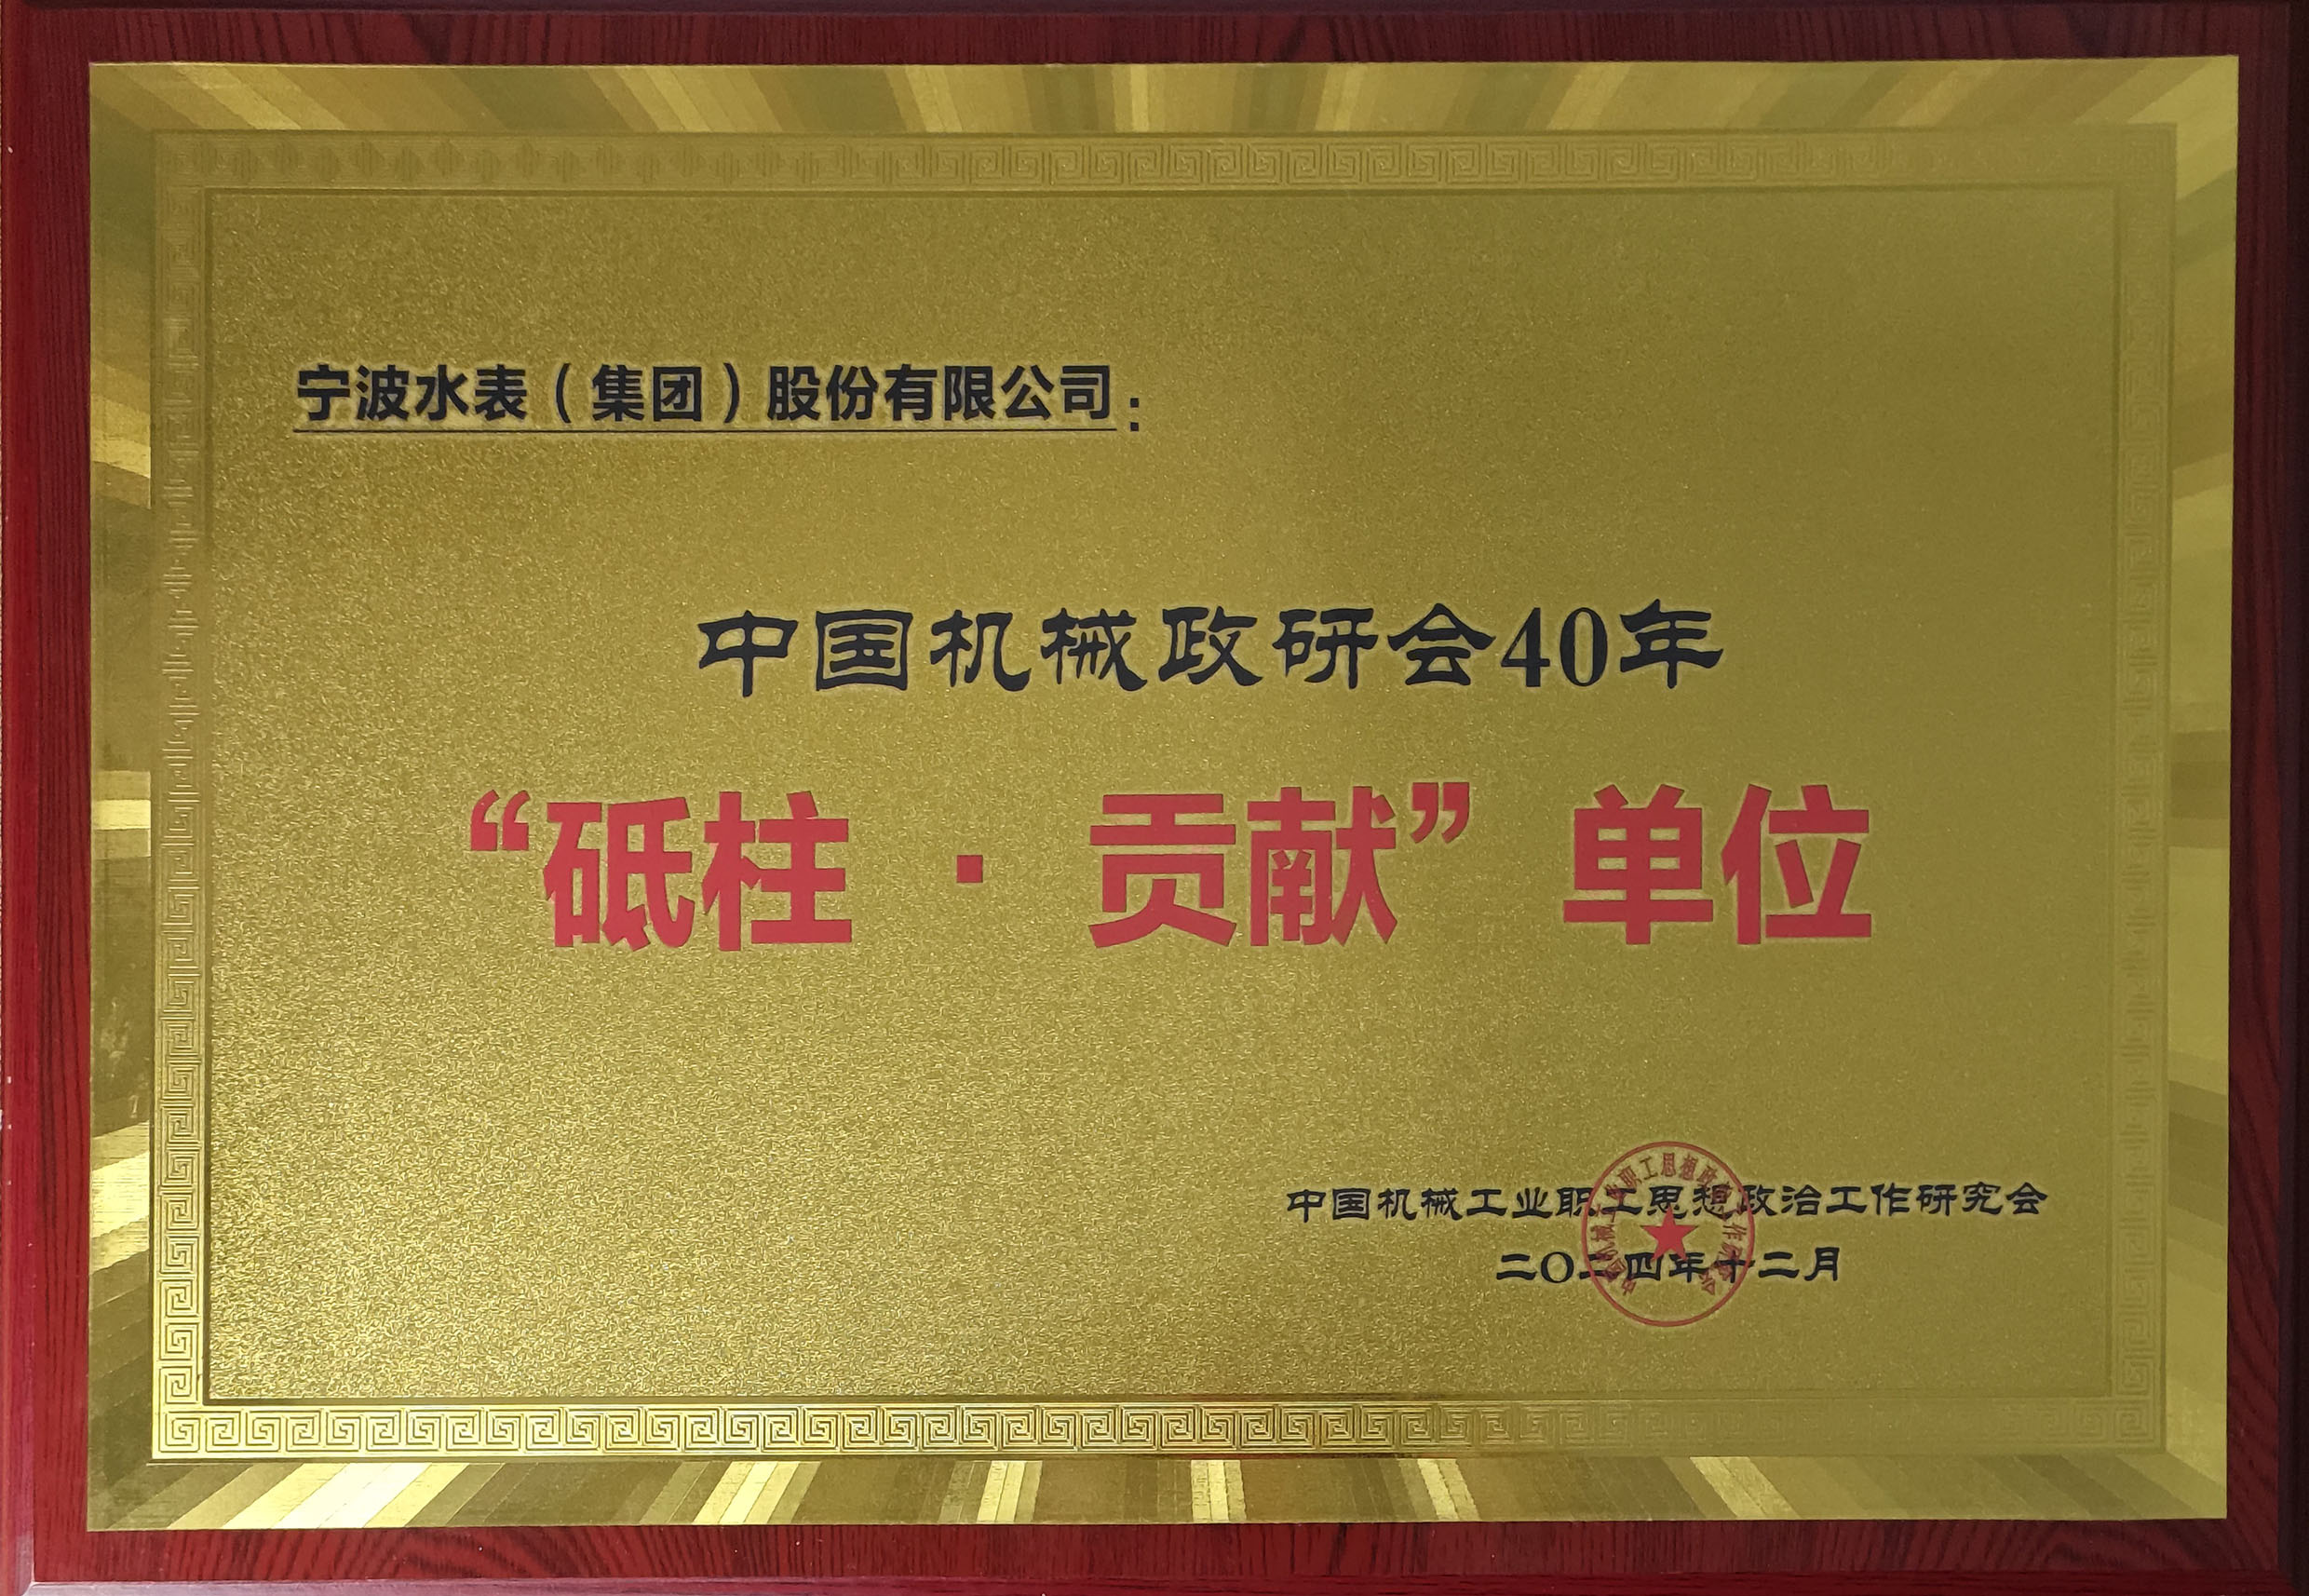 宁波水表（集团）股份有限公司：
中国机械政研会40年
“砥柱 · 贡献” 单位
中国机械工业职工思想政治工作研究会
二〇二四年十二月